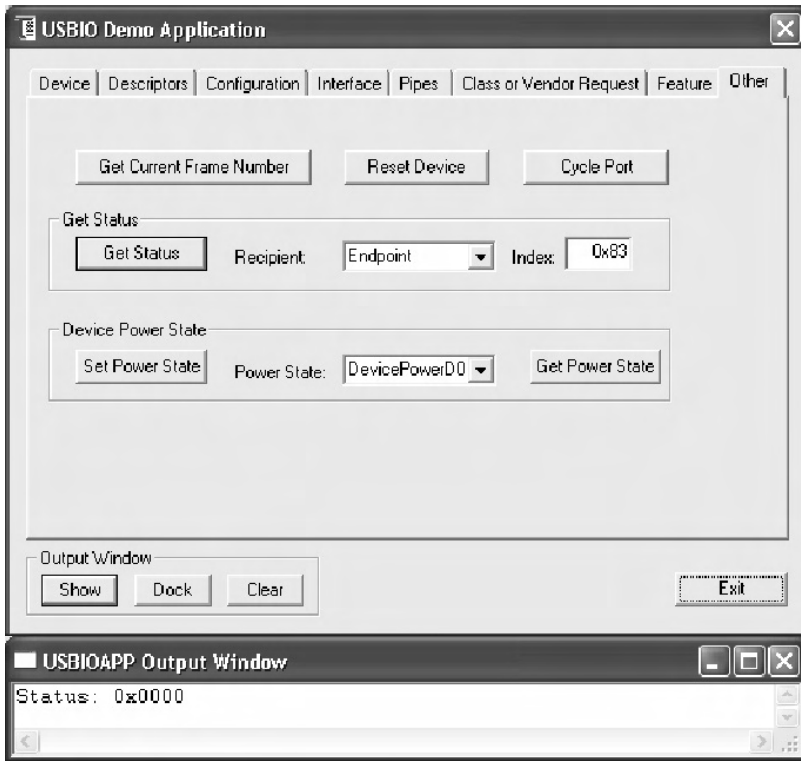 USBIO Demo Application
Device Descriptors Configuration Interface Pipes Class or Vendor Request Feature Other
Get Current Frame Number Reset Device Cycle Port
Get Status
Get Status Recipient: Endpoint Index: 0x83
Device Power State
Set Power State Power State: DevicePowerD0 Get Power State
Output Window
Show Dock Clear Exit
USBIOAPP Output Window
Status: 0x0000